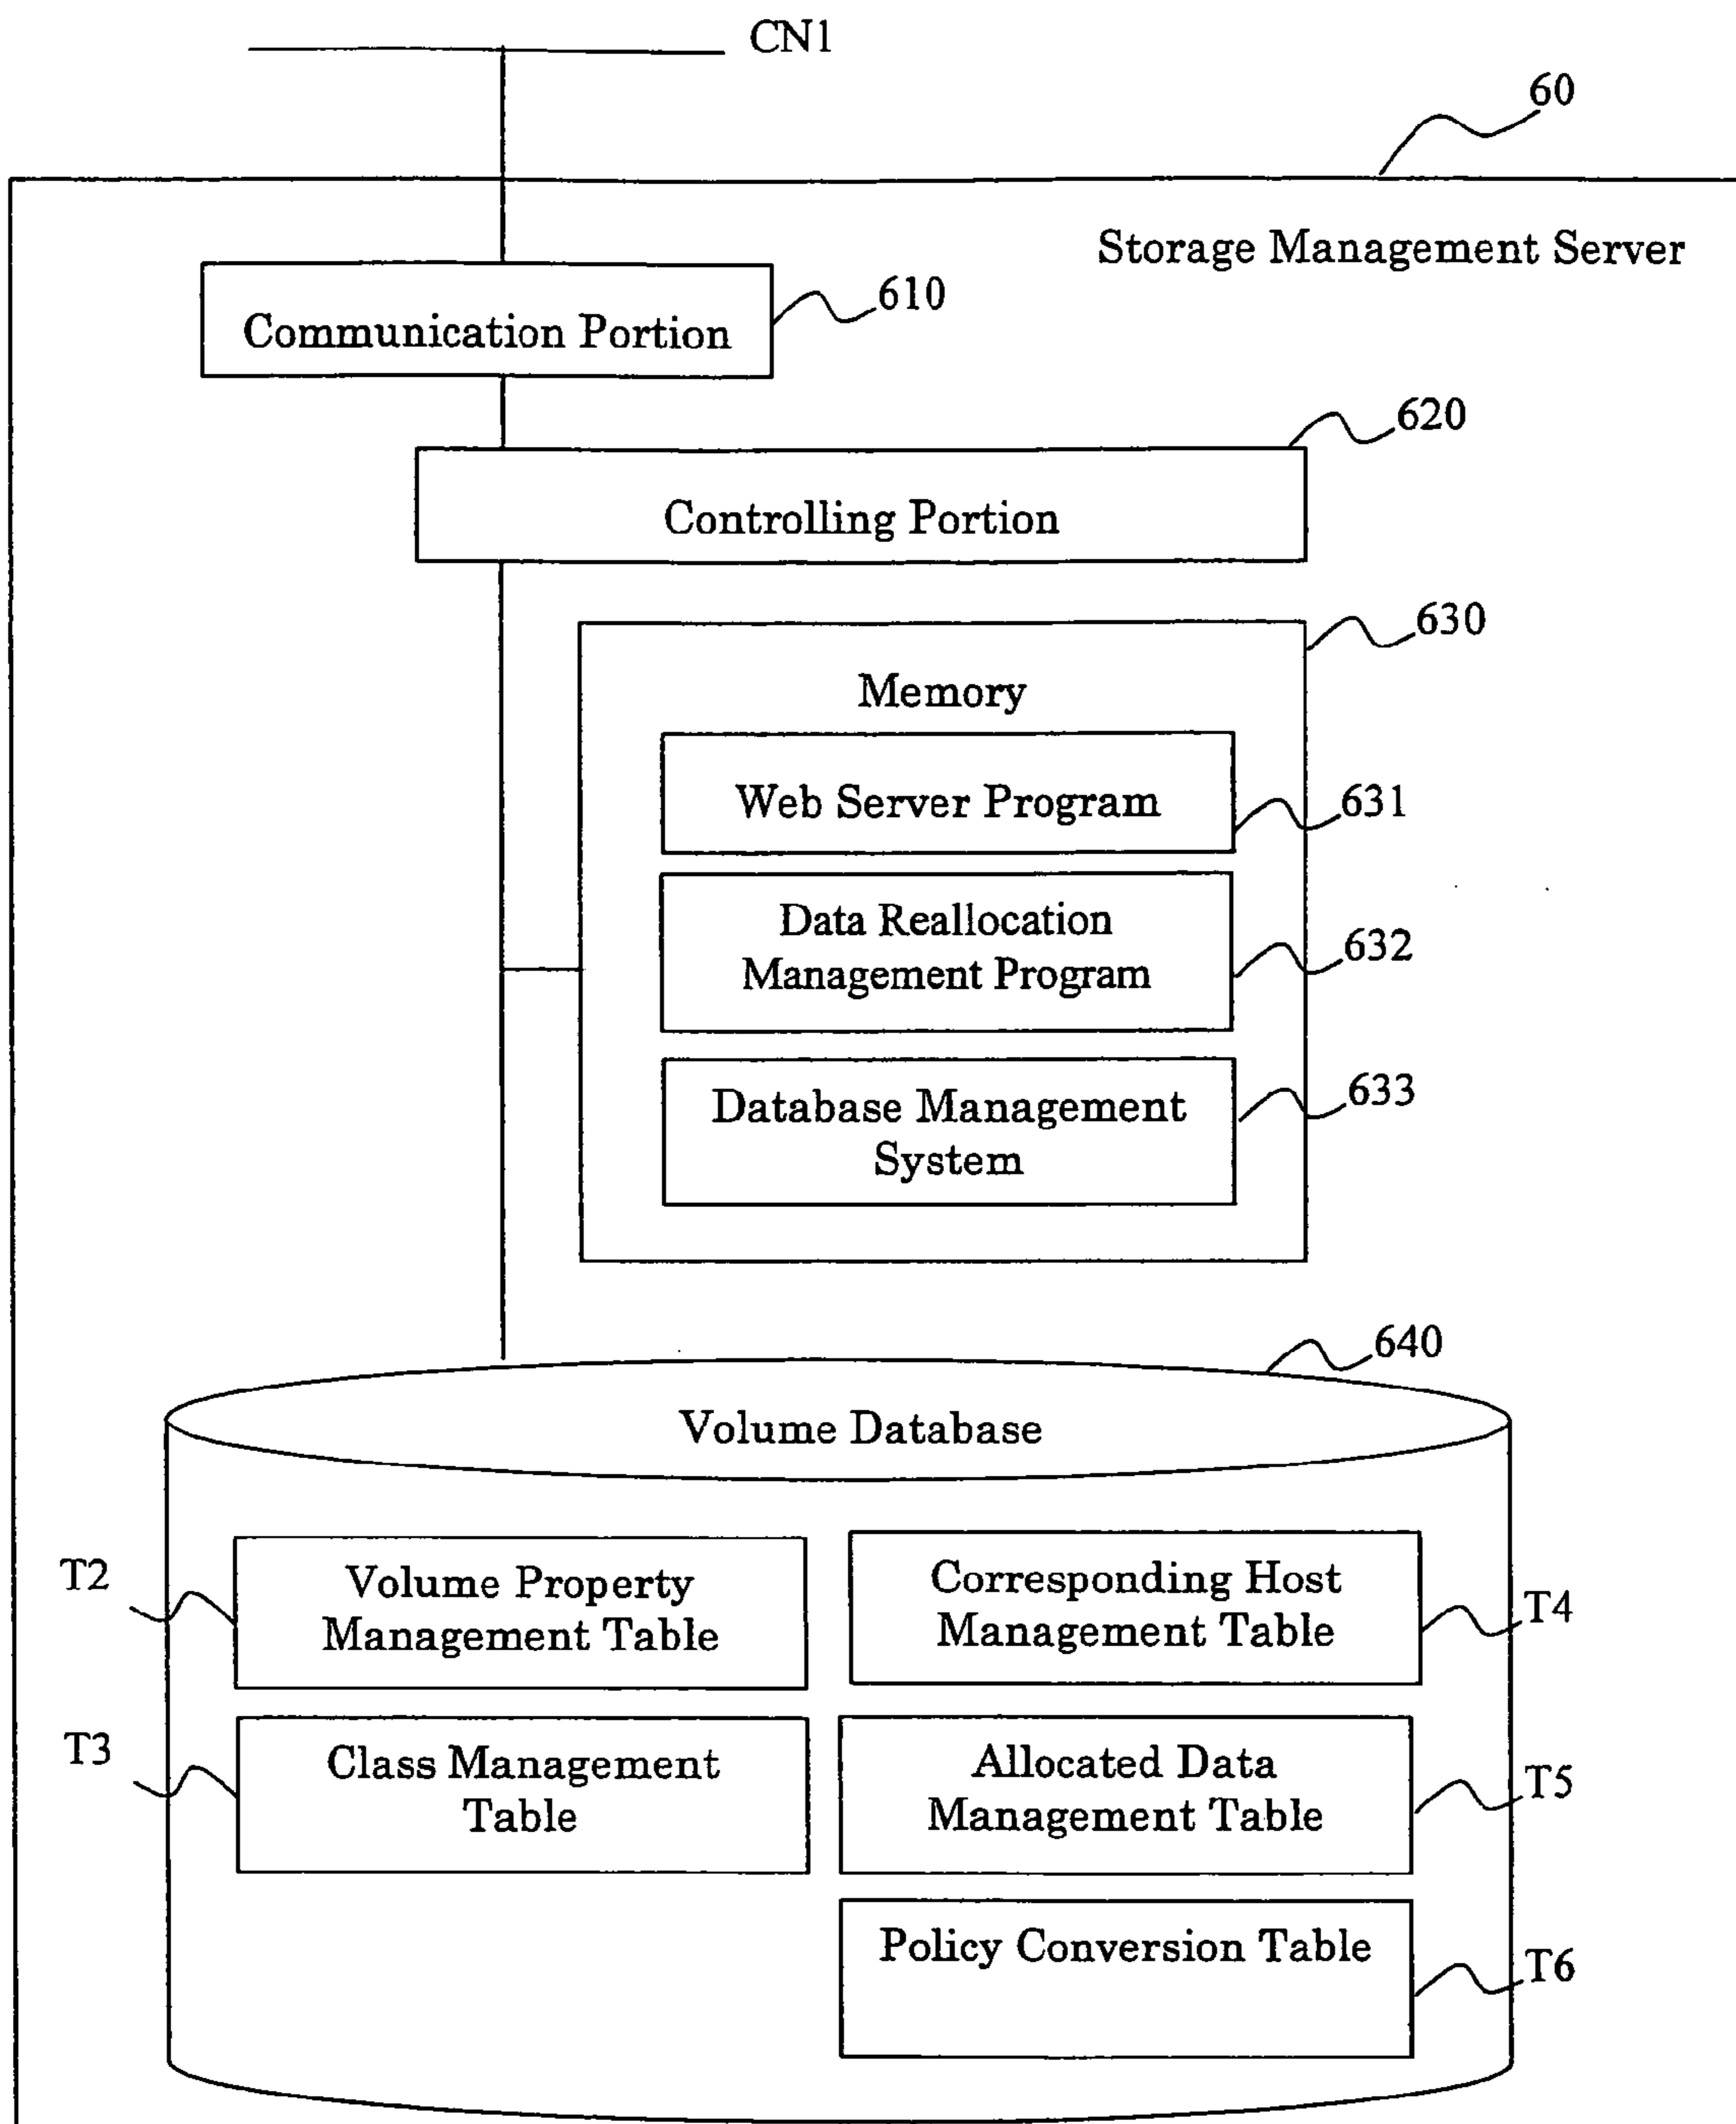 CN1
60
Storage Management Server
610
Communication Portion
620
Controlling Portion
630
Memory
Web Server Program
631
Data Reallocation
Management Program
632
Database Management
System
633
640
Volume Database
T2
Volume Property
Management Table
Corresponding Host
Management Table
T4
T3
Class Management
Table
Allocated Data
Management Table
T5
Policy Conversion Table
T6